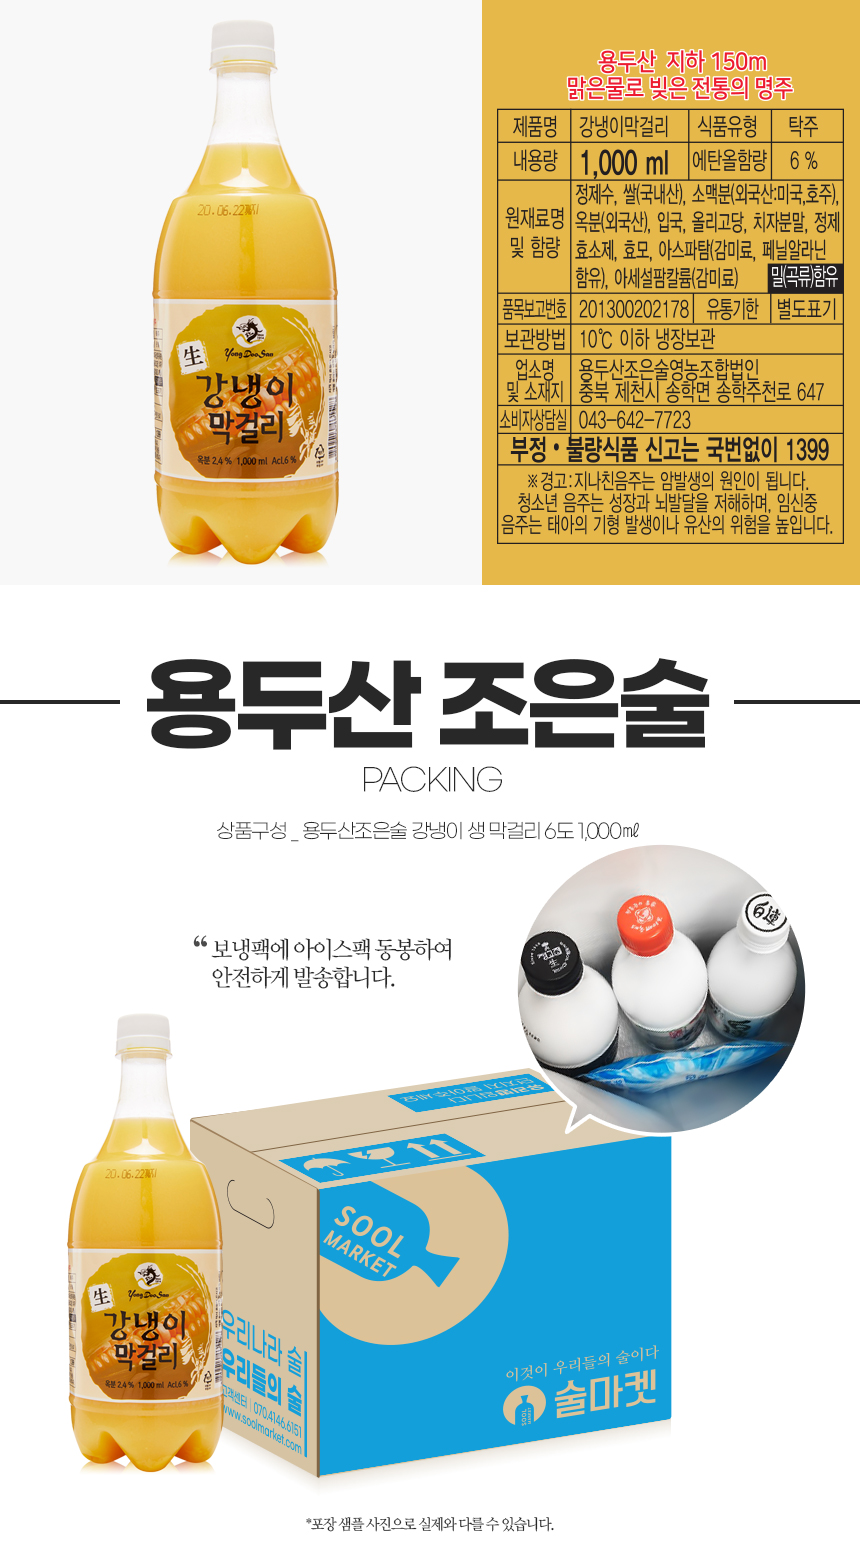 20.06.22까지
生
Yong Doo San
강냉이
막걸리
옥분 2.4% 1,000 ml Acl.6%
용두산 지하 150m
맑은물로 빚은 전통의 명주
제품명 강냉이막걸리 식품유형 탁주
내용량 1,000 ml 에탄올함량 6 %
원재료명 및 함량
정제수, 쌀(국내산), 소맥분(외국산:미국,호주),
옥분(외국산), 입국, 올리고당, 치자분말, 정제
효소제, 효모, 아스파탐(감미료, 페닐알라닌
함유), 아세설팜칼륨(감미료) 밀(곡류)함유
품목보고번호 201300202178 유통기한 별도표기
보관방법 10℃ 이하 냉장보관
업소명 및 소재지
용두산조은술영농조합법인
충북 제천시 송학면 송학주천로 647
소비자상담실 043-642-7723
부정 • 불량식품 신고는 국번없이 1399
※경고:지나친음주는 암발생의 원인이 됩니다.
청소년 음주는 성장과 뇌발달을 저해하며, 임신중
음주는 태아의 기형 발생이나 유산의 위험을 높입니다.
용두산 조은술
PACKING
상품구성 _ 용두산조은술 강냉이 생 막걸리 6도 1,000㎖
“ 보냉팩에 아이스팩 동봉하여
안전하게 발송합니다.
生
白蓮
20.06.22까지
生
Yong Doo San
강냉이
막걸리
옥분 2.4% 1,000 ml Acl.6%
SOOL
MARKET
우리나라 술
우리들의 술
고객센터 | 070.4146.6151
www.soolmarket.com
이것이 우리들의 술이다
술마켓
*포장 샘플 사진으로 실제와 다를 수 있습니다.